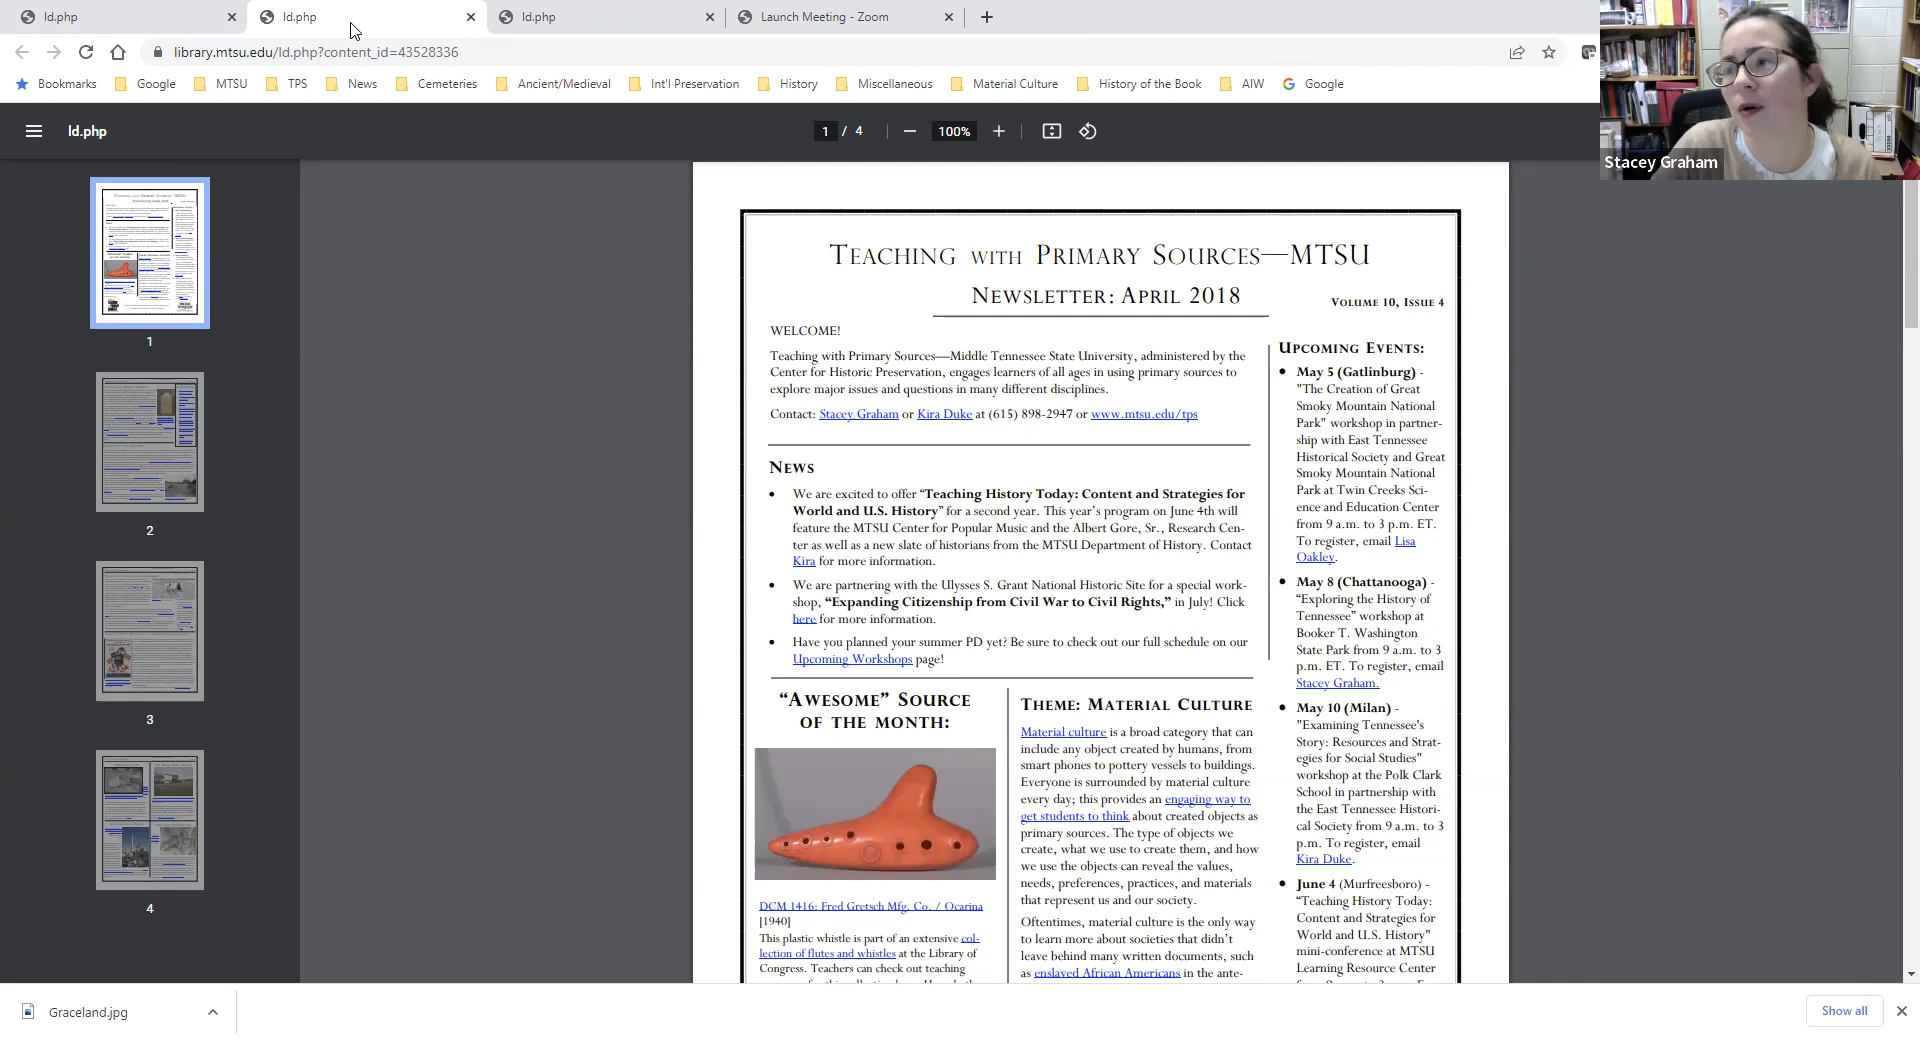 ld.php
ld.php
ld.php
Launch Meeting - Zoom
library.mtsu.edu/ld.php?content_id=43528336
Bookmarks
Google
MTSU
TPS
News
Cemeteries
Ancient/Medieval
Int'l Preservation
History
Miscellaneous
Material Culture
History of the Book
AIW
Google
ld.php
1 / 4
100%
Stacey Graham
1
2
3
4
Teaching with Primary Sources—MTSU
Newsletter: April 2018
Volume 10, Issue 4
WELCOME!
Teaching with Primary Sources—Middle Tennessee State University, administered by the
Center for Historic Preservation, engages learners of all ages in using primary sources to
explore major issues and questions in many different disciplines.
Contact: Stacey Graham or Kira Duke at (615) 898-2947 or www.mtsu.edu/tps
News
• We are excited to offer “Teaching History Today: Content and Strategies for
World and U.S. History” for a second year. This year’s program on June 4th will
feature the MTSU Center for Popular Music and the Albert Gore, Sr., Research Cen-
ter as well as a new slate of historians from the MTSU Department of History. Contact
Kira for more information.
• We are partnering with the Ulysses S. Grant National Historic Site for a special work-
shop, “Expanding Citizenship from Civil War to Civil Rights,” in July! Click
here for more information.
• Have you planned your summer PD yet? Be sure to check out our full schedule on our
Upcoming Workshops page!
“Awesome” Source
of the month:
DCM 1416: Fred Gretsch Mfg. Co. / Ocarina
[1940]
This plastic whistle is part of an extensive col-
lection of flutes and whistles at the Library of
Congress. Teachers can check out teaching
Theme: Material Culture
Material culture is a broad category that can
include any object created by humans, from
smart phones to pottery vessels to buildings.
Everyone is surrounded by material culture
every day; this provides an engaging way to
get students to think about created objects as
primary sources. The type of objects we
create, what we use to create them, and how
we use the objects can reveal the values,
needs, preferences, practices, and materials
that represent us and our society.
Oftentimes, material culture is the only way
to learn more about societies that didn’t
leave behind many written documents, such
as enslaved African Americans in the ante-
Upcoming Events:
• May 5 (Gatlinburg) -
"The Creation of Great
Smoky Mountain National
Park" workshop in partner-
ship with East Tennessee
Historical Society and Great
Smoky Mountain National
Park at Twin Creeks Sci-
ence and Education Center
from 9 a.m. to 3 p.m. ET.
To register, email Lisa
Oakley.
• May 8 (Chattanooga) -
“Exploring the History of
Tennessee” workshop at
Booker T. Washington
State Park from 9 a.m. to 3
p.m. ET. To register, email
Stacey Graham.
• May 10 (Milan) -
"Examining Tennessee's
Story: Resources and Strat-
egies for Social Studies"
workshop at the Polk Clark
School in partnership with
the East Tennessee Histori-
cal Society from 9 a.m. to 3
p.m. To register, email
Kira Duke.
• June 4 (Murfreesboro) -
“Teaching History Today:
Content and Strategies for
World and U.S. History"
mini-conference at MTSU
Learning Resource Center
Graceland.jpg
Show all